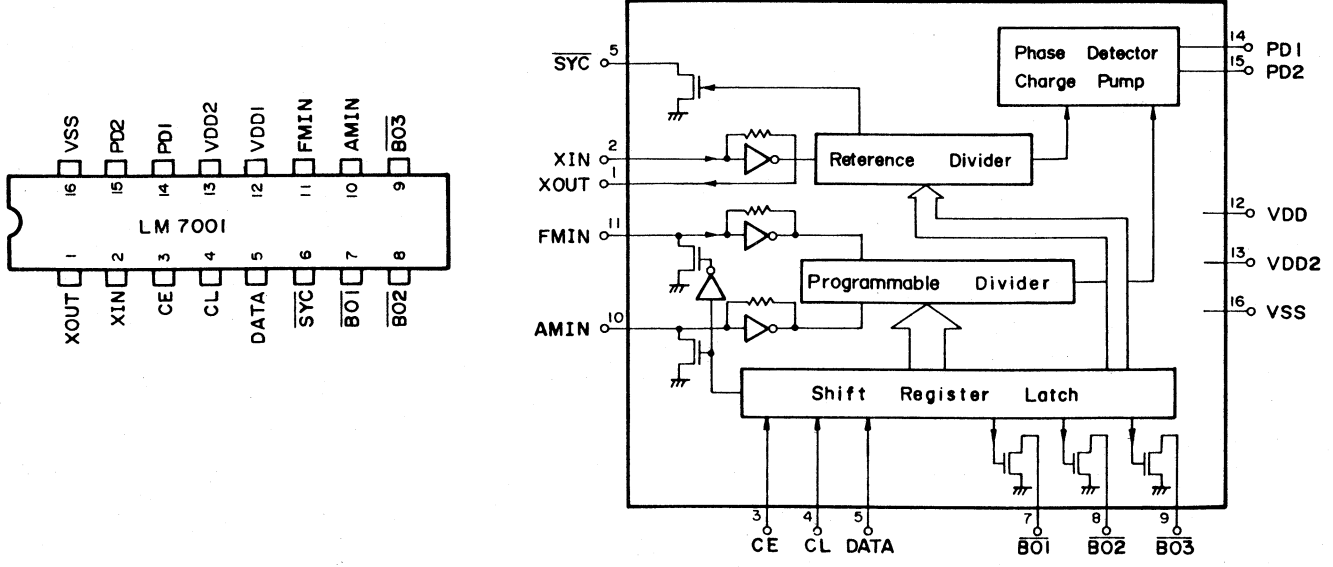 VSS PD2 PD1 VDD2 VDD1 FMIN AMIN BO3
16 15 14 13 12 11 10 9
LM 7001
1 2 3 4 5 6 7 8
XOUT XIN CE CL DATA SYC BO1 BO2
SYC 5
XIN 2
XOUT 1
FMIN 11
AMIN 10
Phase Detector
Charge Pump
14 PD1
15 PD2
Reference Divider
12 VDD
13 VDD2
16 VSS
Programmable Divider
Shift Register Latch
3 4 5 7 8 9
CE CL DATA BO1 BO2 BO3